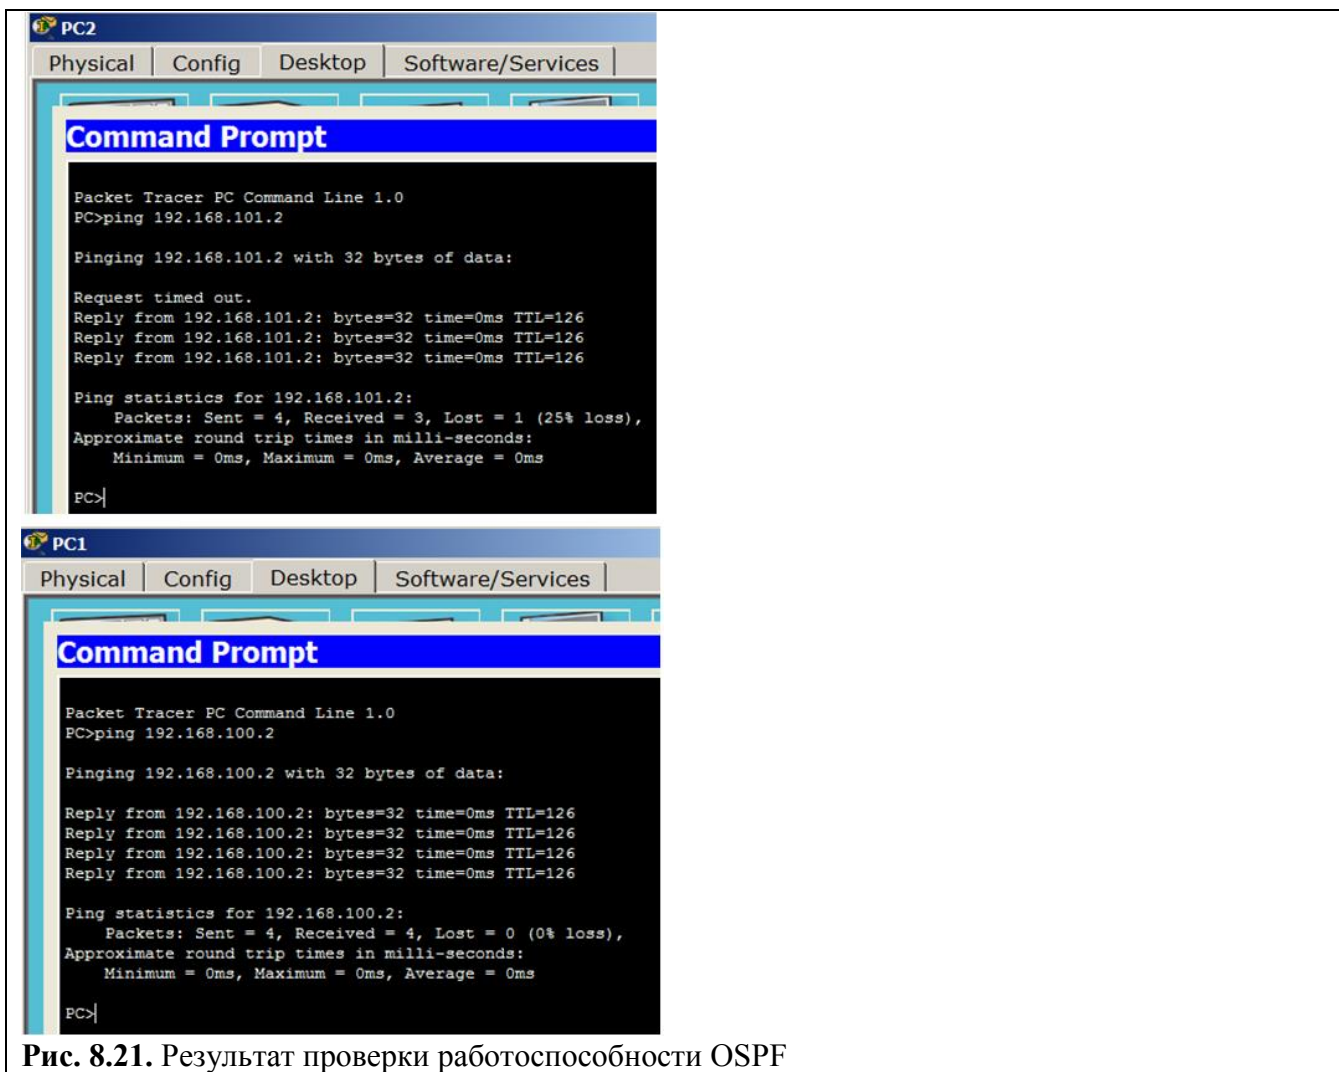 PC2
Physical Config Desktop Software/Services
Command Prompt
Packet Tracer PC Command Line 1.0
PC>ping 192.168.101.2
Pinging 192.168.101.2 with 32 bytes of data:
Request timed out.
Reply from 192.168.101.2: bytes=32 time=0ms TTL=126
Reply from 192.168.101.2: bytes=32 time=0ms TTL=126
Reply from 192.168.101.2: bytes=32 time=0ms TTL=126
Ping statistics for 192.168.101.2:
Packets: Sent = 4, Received = 3, Lost = 1 (25% loss),
Approximate round trip times in milli-seconds:
Minimum = 0ms, Maximum = 0ms, Average = 0ms
PC>
PC1
Physical Config Desktop Software/Services
Command Prompt
Packet Tracer PC Command Line 1.0
PC>ping 192.168.100.2
Pinging 192.168.100.2 with 32 bytes of data:
Reply from 192.168.100.2: bytes=32 time=0ms TTL=126
Reply from 192.168.100.2: bytes=32 time=0ms TTL=126
Reply from 192.168.100.2: bytes=32 time=0ms TTL=126
Reply from 192.168.100.2: bytes=32 time=0ms TTL=126
Ping statistics for 192.168.100.2:
Packets: Sent = 4, Received = 4, Lost = 0 (0% loss),
Approximate round trip times in milli-seconds:
Minimum = 0ms, Maximum = 0ms, Average = 0ms
PC>
Рис. 8.21. Результат проверки работоспособности OSPF